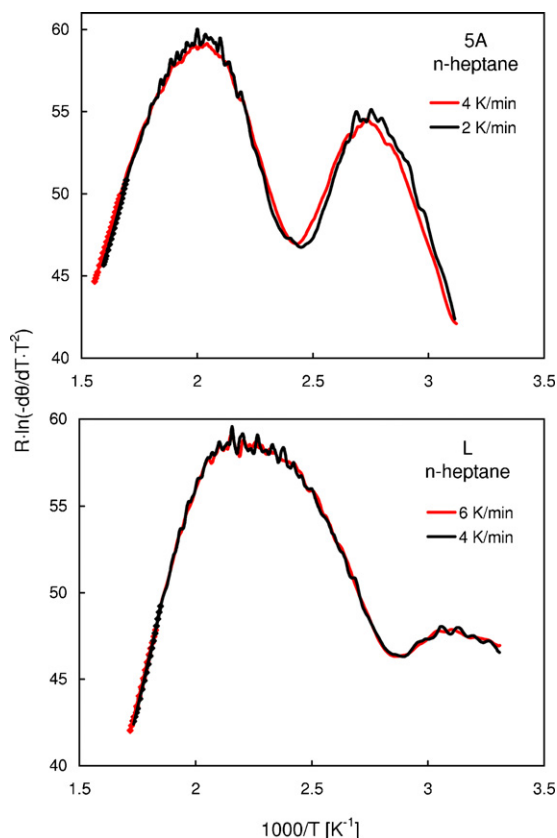 60
55
50
45
40
1.5
2
2.5
3
3.5
5A
n-heptane
4 K/min
2 K/min
R·ln(-dθ/dT·T²)
60
55
50
45
40
1.5
2
2.5
3
3.5
L
n-heptane
6 K/min
4 K/min
1000/T [K⁻¹]